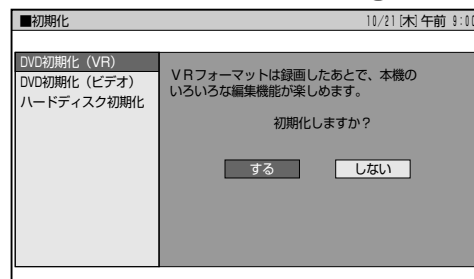 ■初期化
10/21[木]午前 9:00
DVD初期化（VR）
DVD初期化（ビデオ）
ハードディスク初期化
ＶＲフォーマットは録画したあとで、本機の
いろいろな編集機能が楽しめます。
初期化しますか？
する
しない